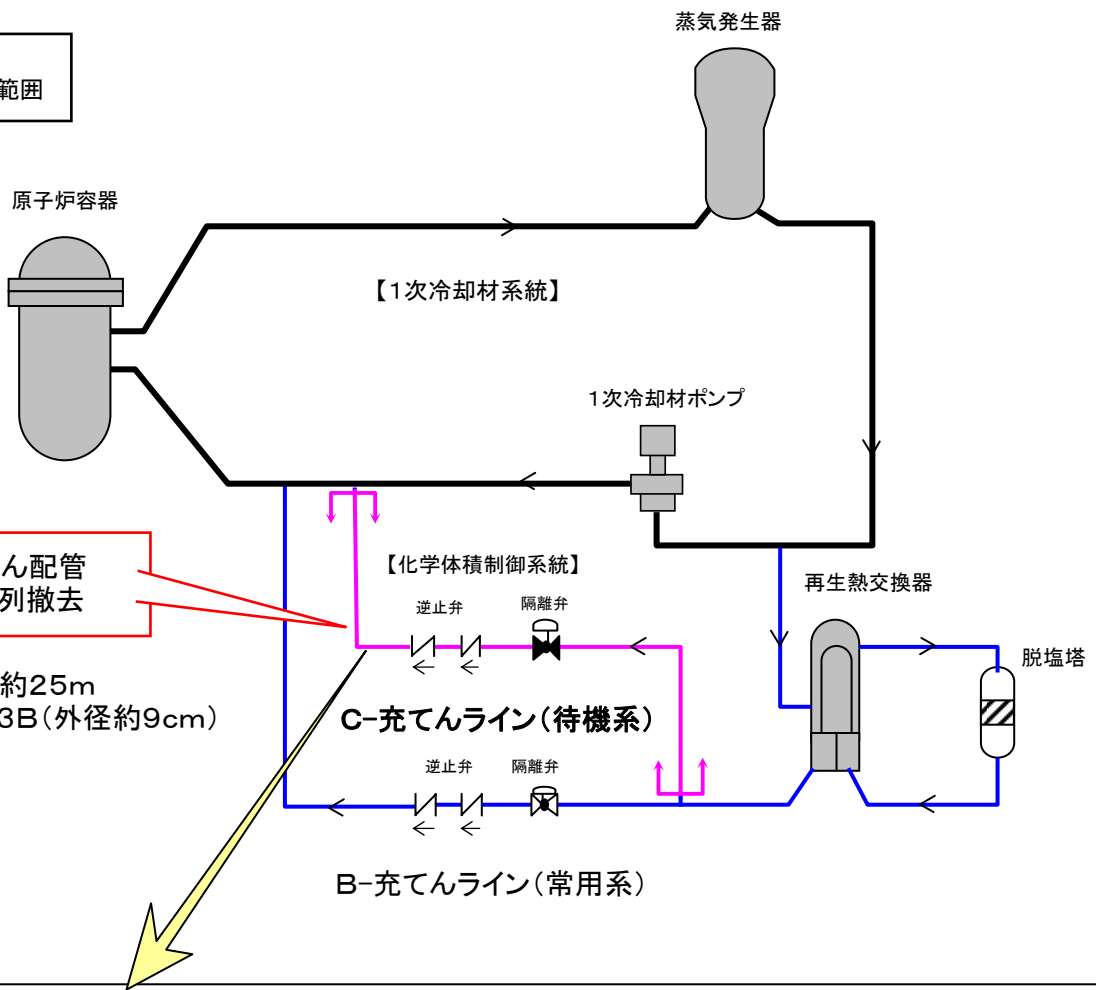 蒸気発生器
範囲
原子炉容器
【1次冷却材系統】
1次冷却材ポンプ
ん配管
列撤去
【化学体積制御系統】
再生熱交換器
逆止弁
隔離弁
脱塩塔
約25m
3B(外径約9cm)
C-充てんライン(待機系)
逆止弁
隔離弁
B-充てんライン(常用系)